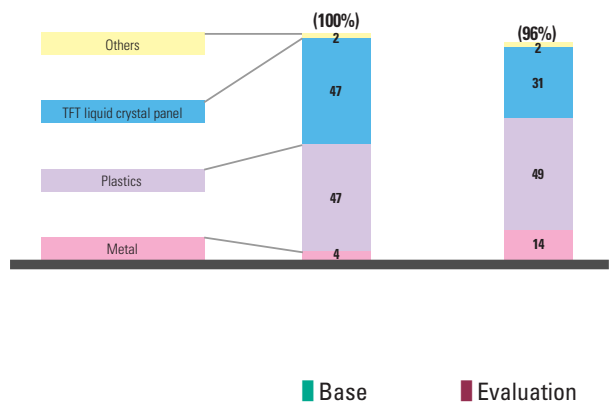 (100%)
(96%)
Others
2
2
TFT liquid crystal panel
47
31
Plastics
47
49
Metal
4
14
Base
Evaluation